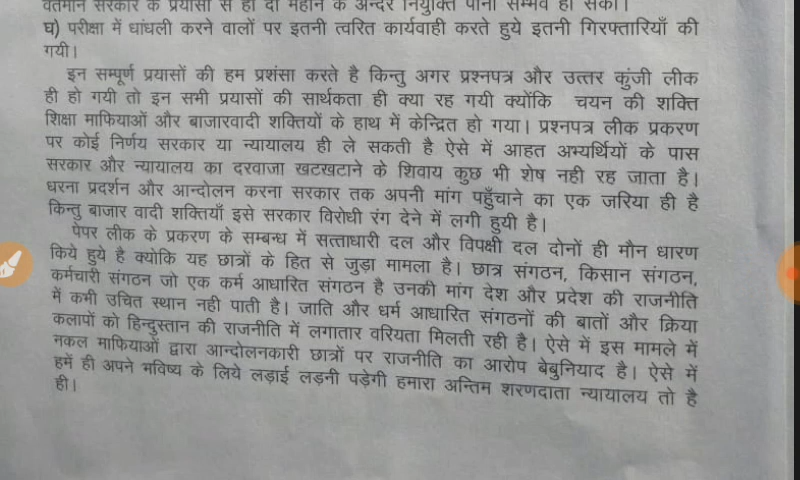 वर्तमान सरकार के प्रयासों से ही दो महीने के अन्दर नियुक्ति पाना सम्भव हो सका।
घ) परीक्षा में धांधली करने वालों पर इतनी त्वरित कार्यवाही करते हुये इतनी गिरफ्तारियाँ की
गयी।
इन सम्पूर्ण प्रयासों की हम प्रशंसा करते है किन्तु अगर प्रश्नपत्र और उत्तर कुंजी लीक
ही हो गयी तो इन सभी प्रयासों की सार्थकता ही क्या रह गयी क्योंकि चयन की शक्ति
शिक्षा माफियाओं और बाजारवादी शक्तियों के हाथ में केन्द्रित हो गया। प्रश्नपत्र लीक प्रकरण
पर कोई निर्णय सरकार या न्यायालय ही ले सकती है ऐसे में आहत अभ्यर्थियों के पास
सरकार और न्यायालय का दरवाजा खटखटाने के शिवाय कुछ भी शेष नही रह जाता है।
धरना प्रदर्शन और आन्दोलन करना सरकार तक अपनी मांग पहुँचाने का एक जरिया ही है
किन्तु बाजार वादी शक्तियाँ इसे सरकार विरोधी रंग देने में लगी हुयी है।
पेपर लीक के प्रकरण के सम्बन्ध में सत्ताधारी दल और विपक्षी दल दोनों ही मौन धारण
किये हुये है क्योकि यह छात्रों के हित से जुड़ा मामला है। छात्र संगठन, किसान संगठन,
कर्मचारी संगठन जो एक कर्म आधारित संगठन है उनकी मांग देश और प्रदेश की राजनीति
में कभी उचित स्थान नही पाती है। जाति और धर्म आधारित संगठनों की बातों और क्रिया
कलापों को हिन्दुस्तान की राजनीति में लगातार वरियता मिलती रही है। ऐसे में इस मामले में
नकल माफियाओं द्वारा आन्दोलनकारी छात्रों पर राजनीति का आरोप बेबुनियाद है। ऐसे में
हमें ही अपने भविष्य के लिये लड़ाई लड़नी पड़ेगी हमारा अन्तिम शरणदाता न्यायालय तो है
ही।